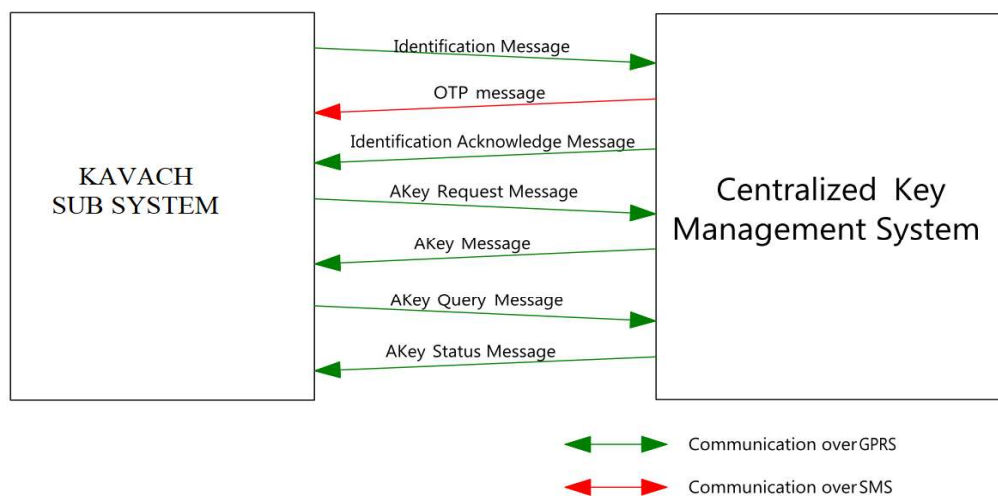 Identification Message
OTP message
Identification Acknowledge Message
KAVACH
SUB SYSTEM
AKey Request Message
Centralized Key
Management System
AKey Message
AKey Query Message
AKey Status Message
Communication over GPRS
Communication over SMS